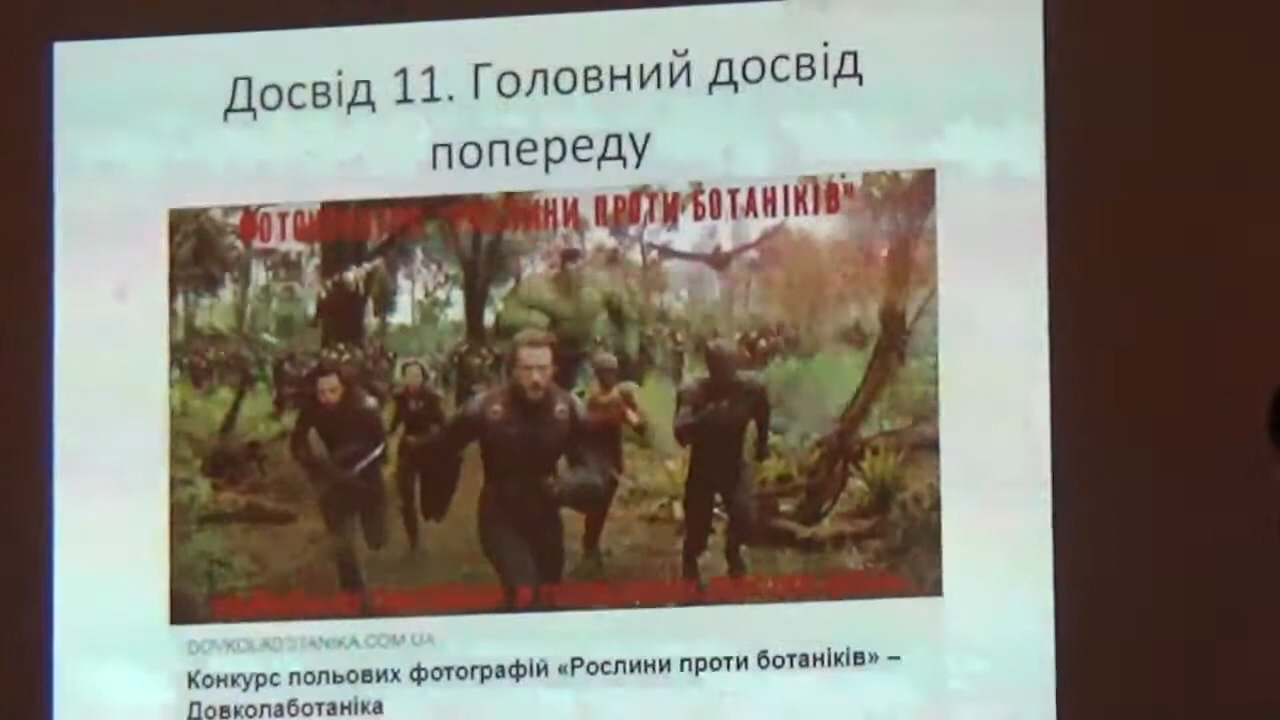 Досвід 11. Головний досвід
попереду
"РОСЛИНИ ПРОТИ БОТАНІКІВ"
DOVKOLABOTANIKA.COM.UA
Конкурс польових фотографій «Рослини проти ботаніків» –
Довколаботаніка